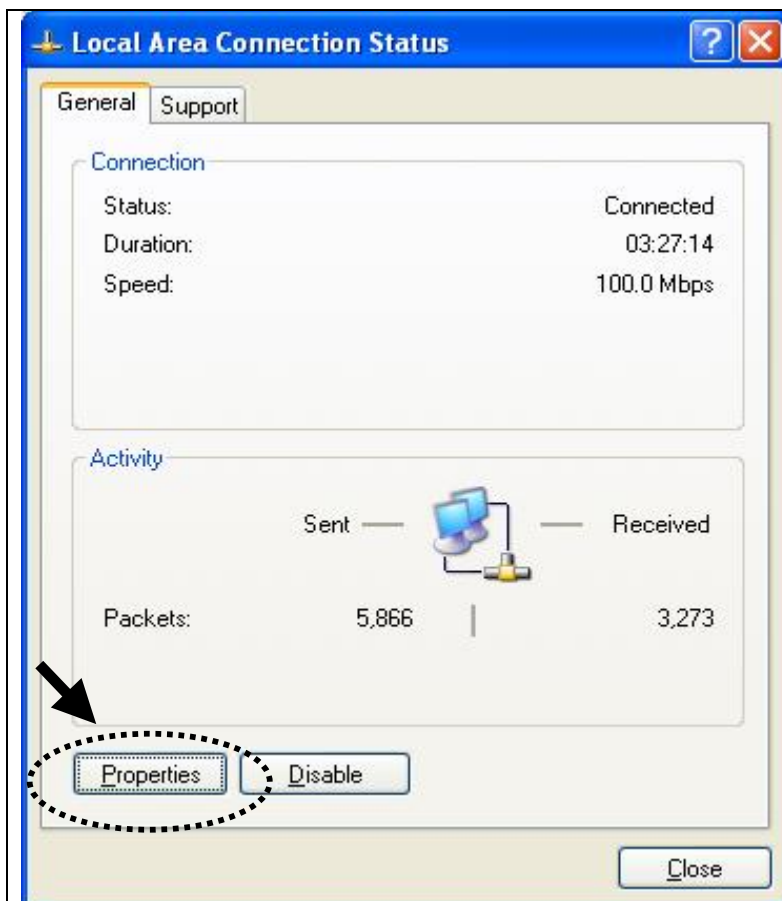 Local Area Connection Status
General Support
Connection
Status: Connected
Duration: 03:27:14
Speed: 100.0 Mbps
Activity
Sent Received
Packets: 5,866 3,273
Properties Disable
Close